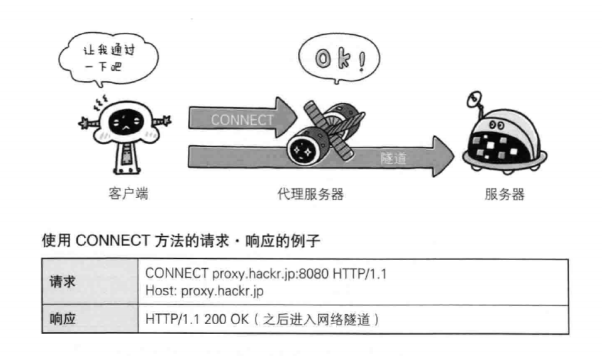 让我通过
一下吧
Ok!
CONNECT
隧道
客户端
代理服务器
服务器
使用 CONNECT 方法的请求・响应的例子
请求
CONNECT proxy.hackr.jp:8080 HTTP/1.1
Host: proxy.hackr.jp
响应
HTTP/1.1 200 OK（之后进入网络隧道）